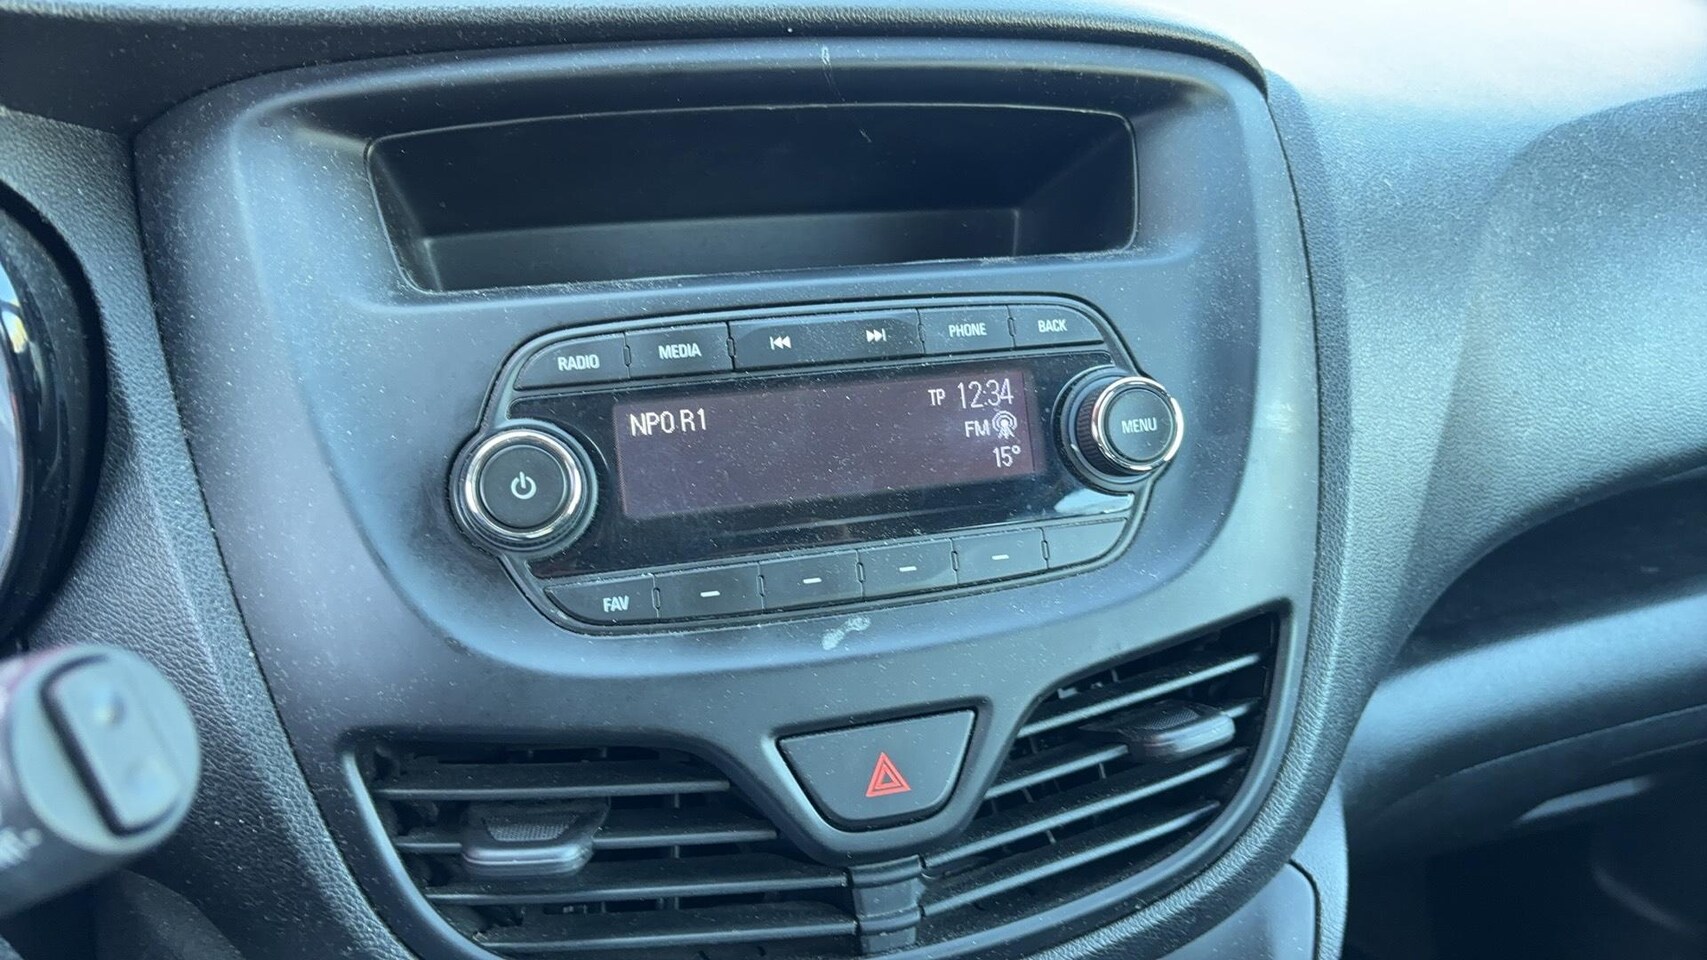 RADIO MEDIA PHONE BACK
NPO R1 TP 12:34
FM
15°
MENU
FAV